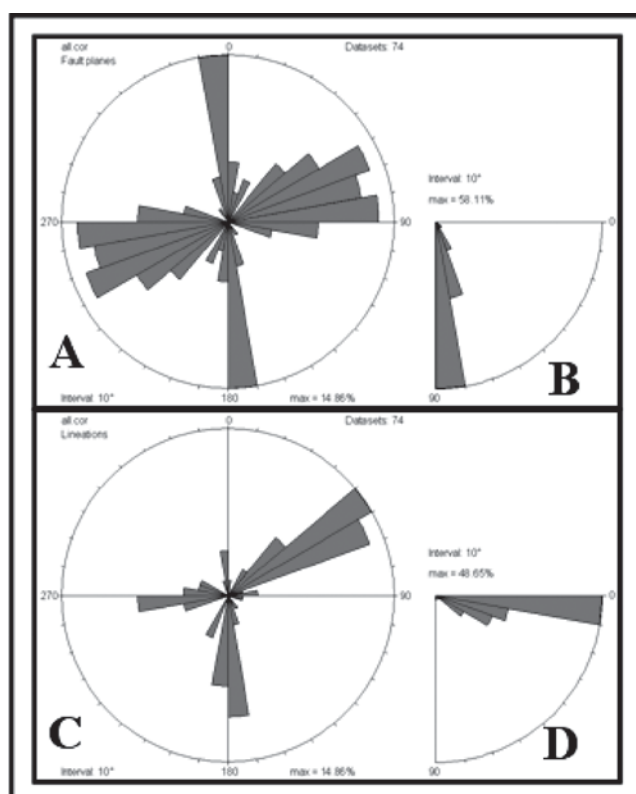 all.cor
Fault planes
0
Datasets: 74
270
90
Interval: 10°
max = 58.11%
0
90
A
B
Interval: 10°
180
max = 14.86%
all.cor
Lineations
0
Datasets: 74
270
90
Interval: 10°
max = 48.65%
0
90
C
D
Interval: 10°
180
max = 14.86%